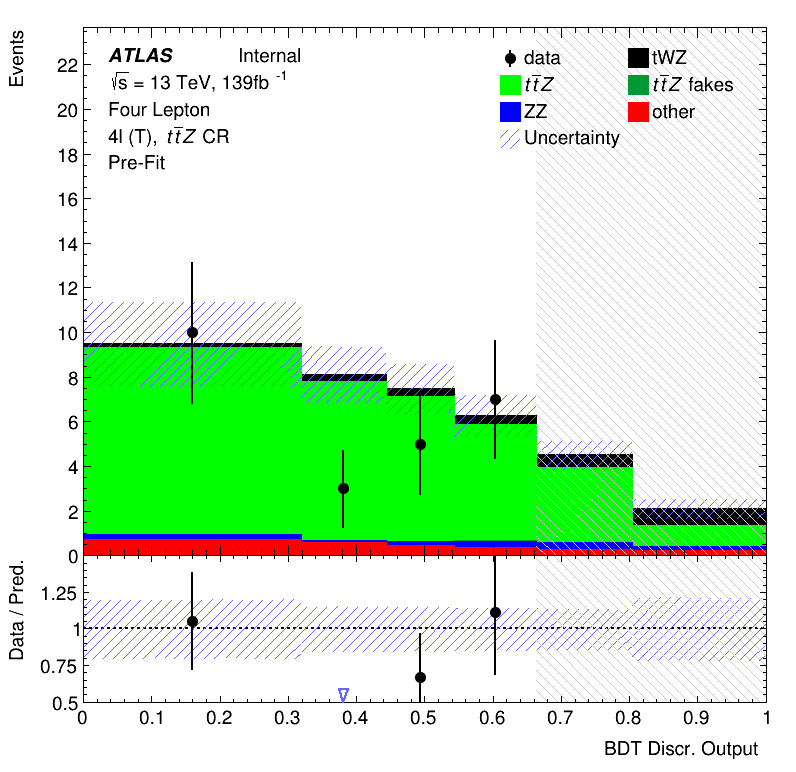 Events
22
20
18
16
14
12
10
8
6
4
2
0
ATLAS Internal
√s = 13 TeV, 139fb⁻¹
Four Lepton
4l (T), tt̅Z CR
Pre-Fit
data
tWZ
tt̅Z
tt̅Z fakes
ZZ
other
Uncertainty
Data / Pred.
1.25
1
0.75
0.5
0 0.1 0.2 0.3 0.4 0.5 0.6 0.7 0.8 0.9 1
BDT Discr. Output